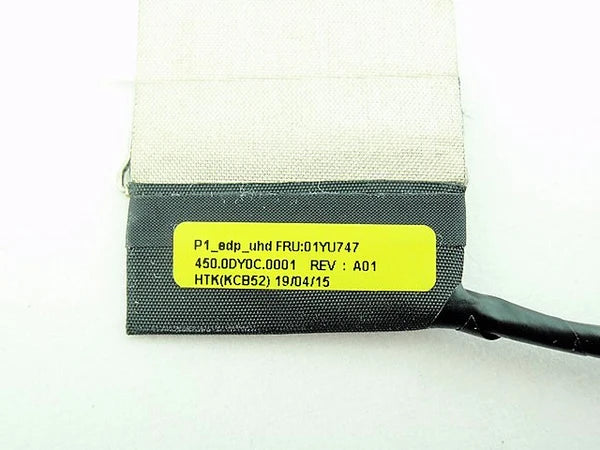 P1_edp_uhd FRU:01YU747
450.0DY0C.0001 REV : A01
HTK(KCB52) 19/04/15